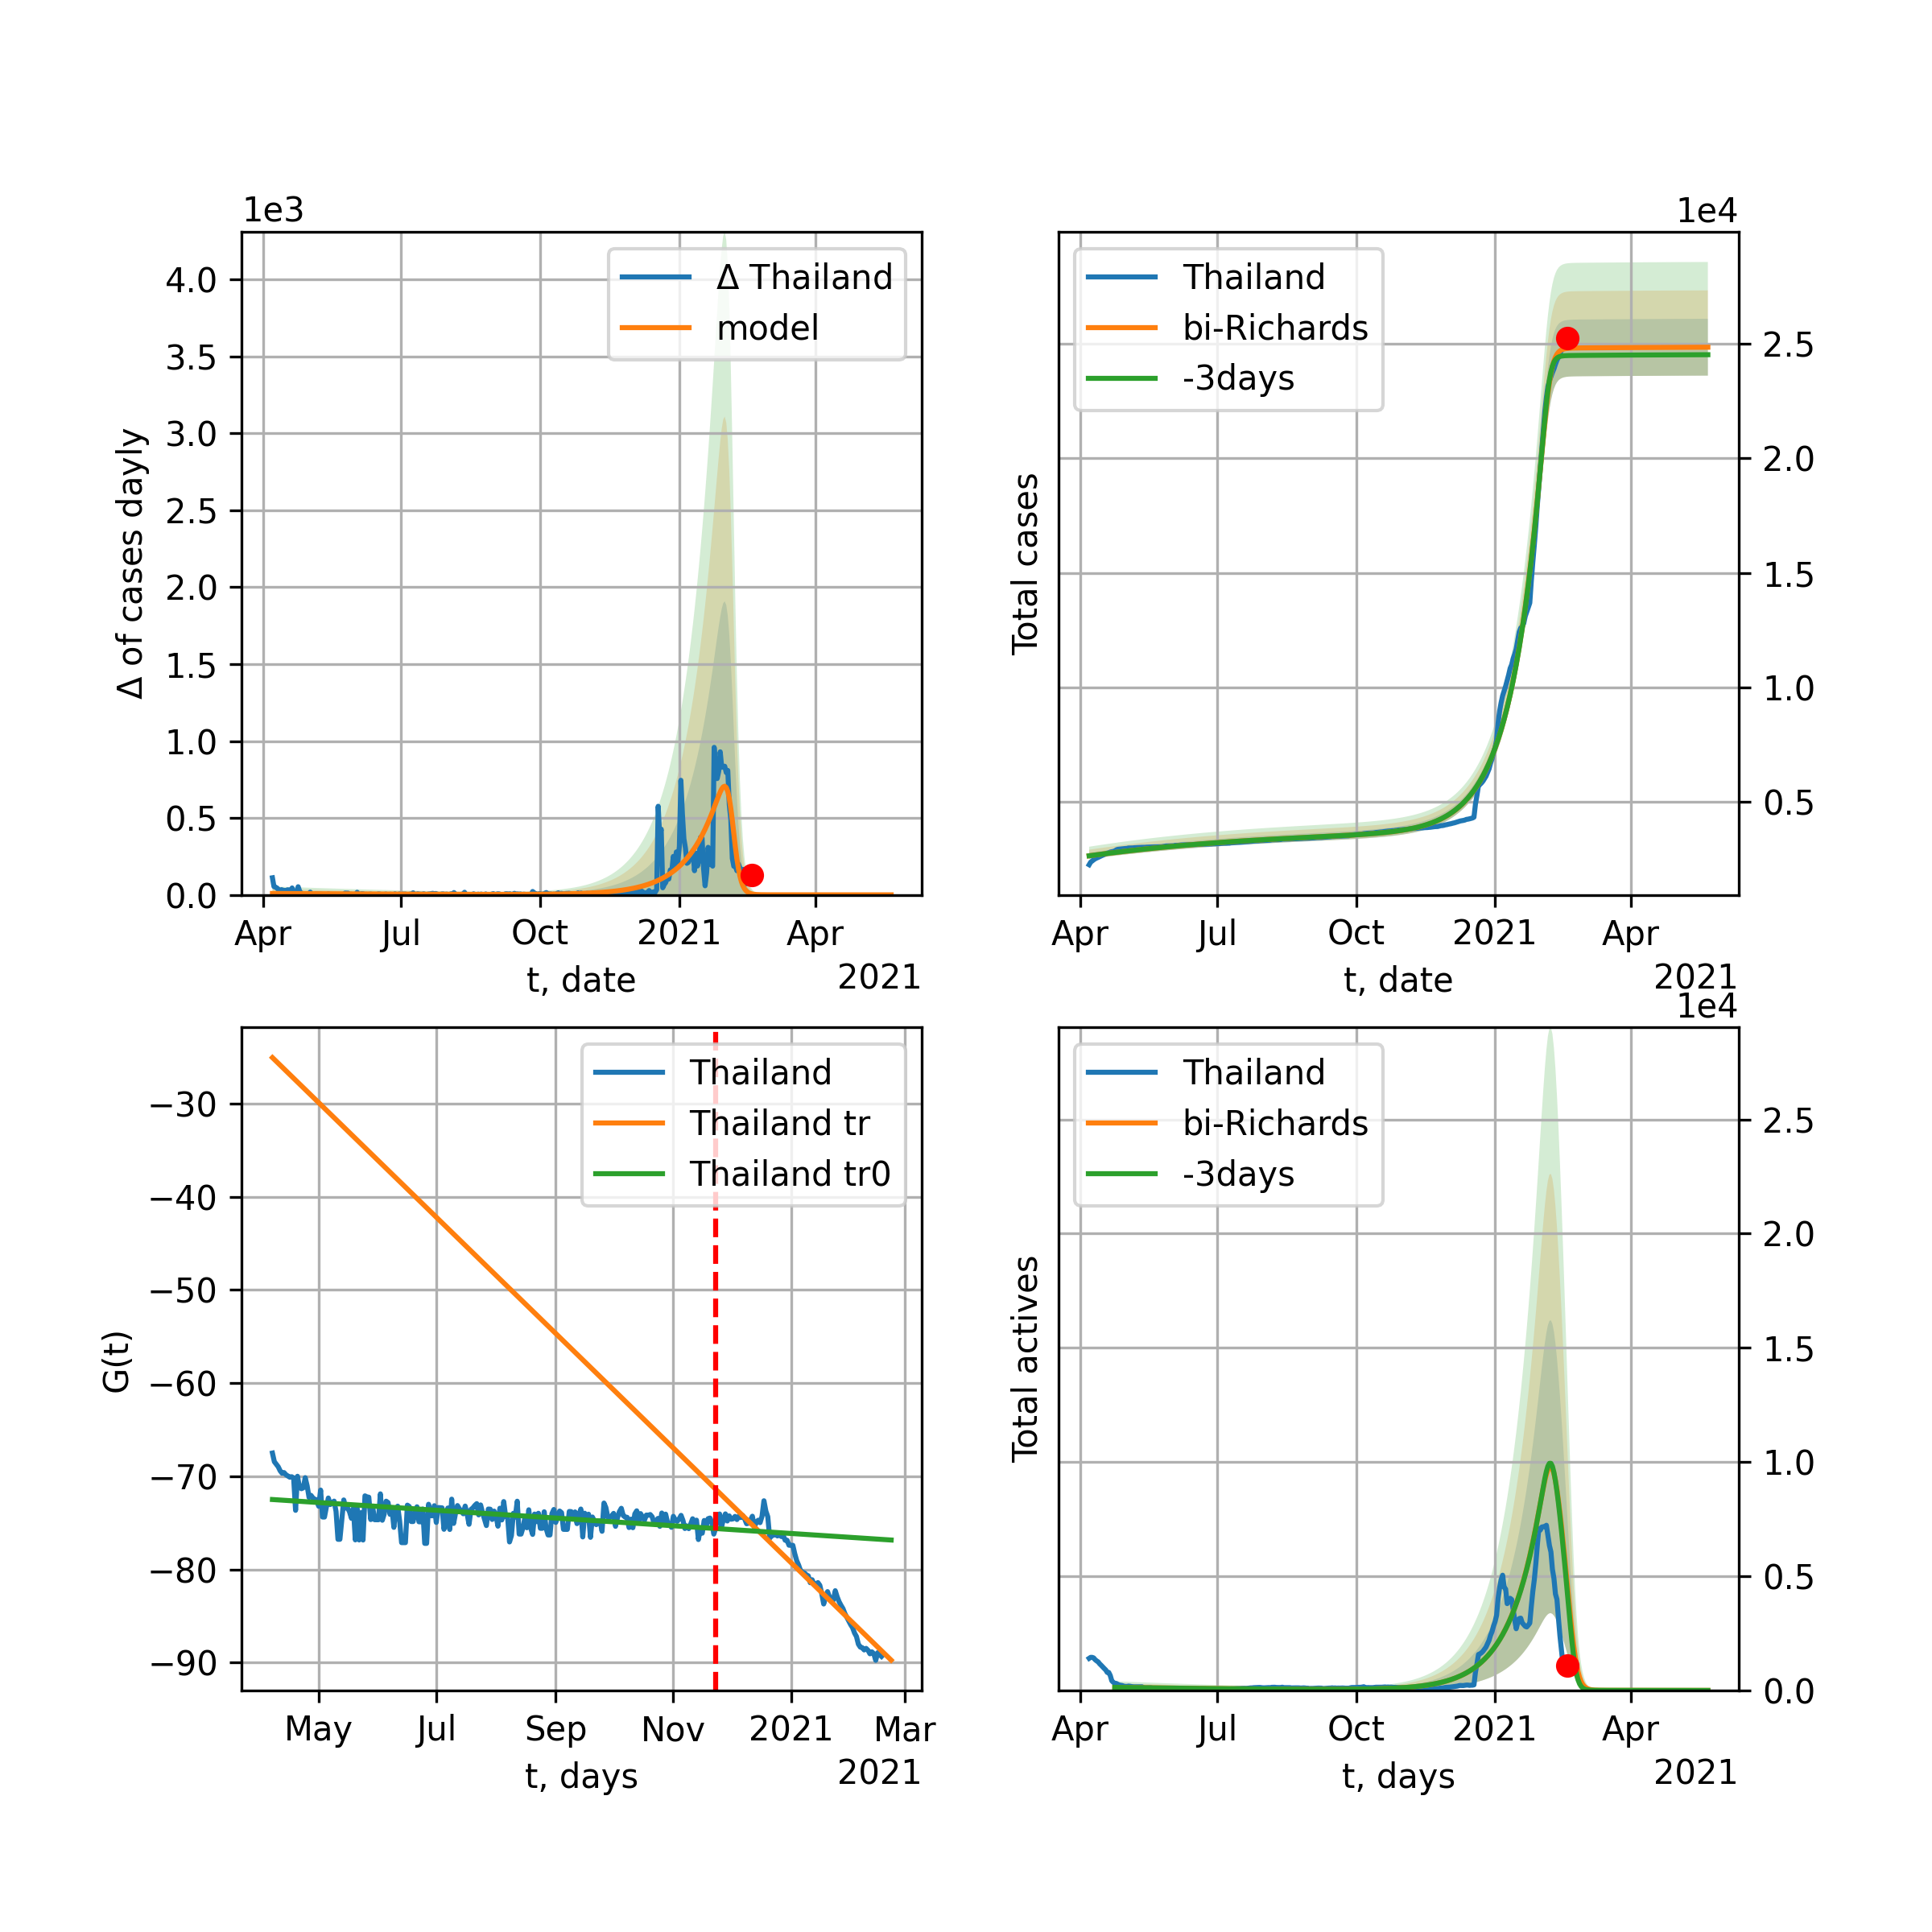 1e3
Δ of cases dayly
4.0
3.5
3.0
2.5
2.0
1.5
1.0
0.5
0.0
Δ Thailand
model
Apr Jul Oct 2021 Apr
t, date
2021
1e4
Total cases
Thailand
bi-Richards
-3days
2.5
2.0
1.5
1.0
0.5
Apr Jul Oct 2021 Apr
t, date
2021
G(t)
−30
−40
−50
−60
−70
−80
−90
Thailand
Thailand tr
Thailand tr0
May Jul Sep Nov 2021 Mar
t, days
2021
1e4
Total actives
Thailand
bi-Richards
-3days
2.5
2.0
1.5
1.0
0.5
0.0
Apr Jul Oct 2021 Apr
t, days
2021